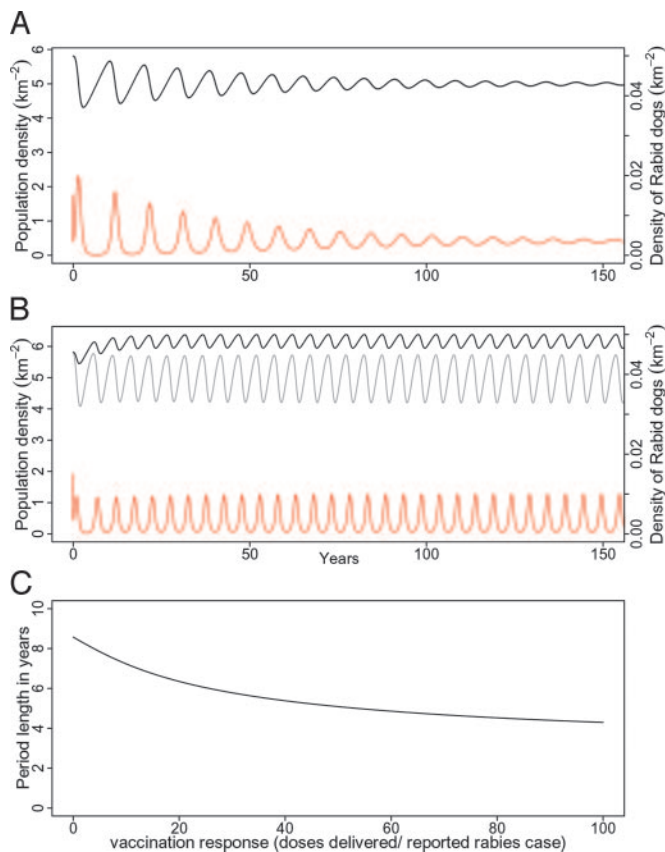 A
Population density (km⁻²)
0 1 2 3 4 5 6
0 50 100 150
0.00 0.02 0.04
Density of Rabid dogs (km⁻²)
B
Population density (km⁻²)
0 1 2 3 4 5 6
0 50 100 150
Years
0.00 0.02 0.04
Density of Rabid dogs (km⁻²)
C
Period length in years
0 2 4 6 8 10
0 20 40 60 80 100
vaccination response (doses delivered/ reported rabies case)